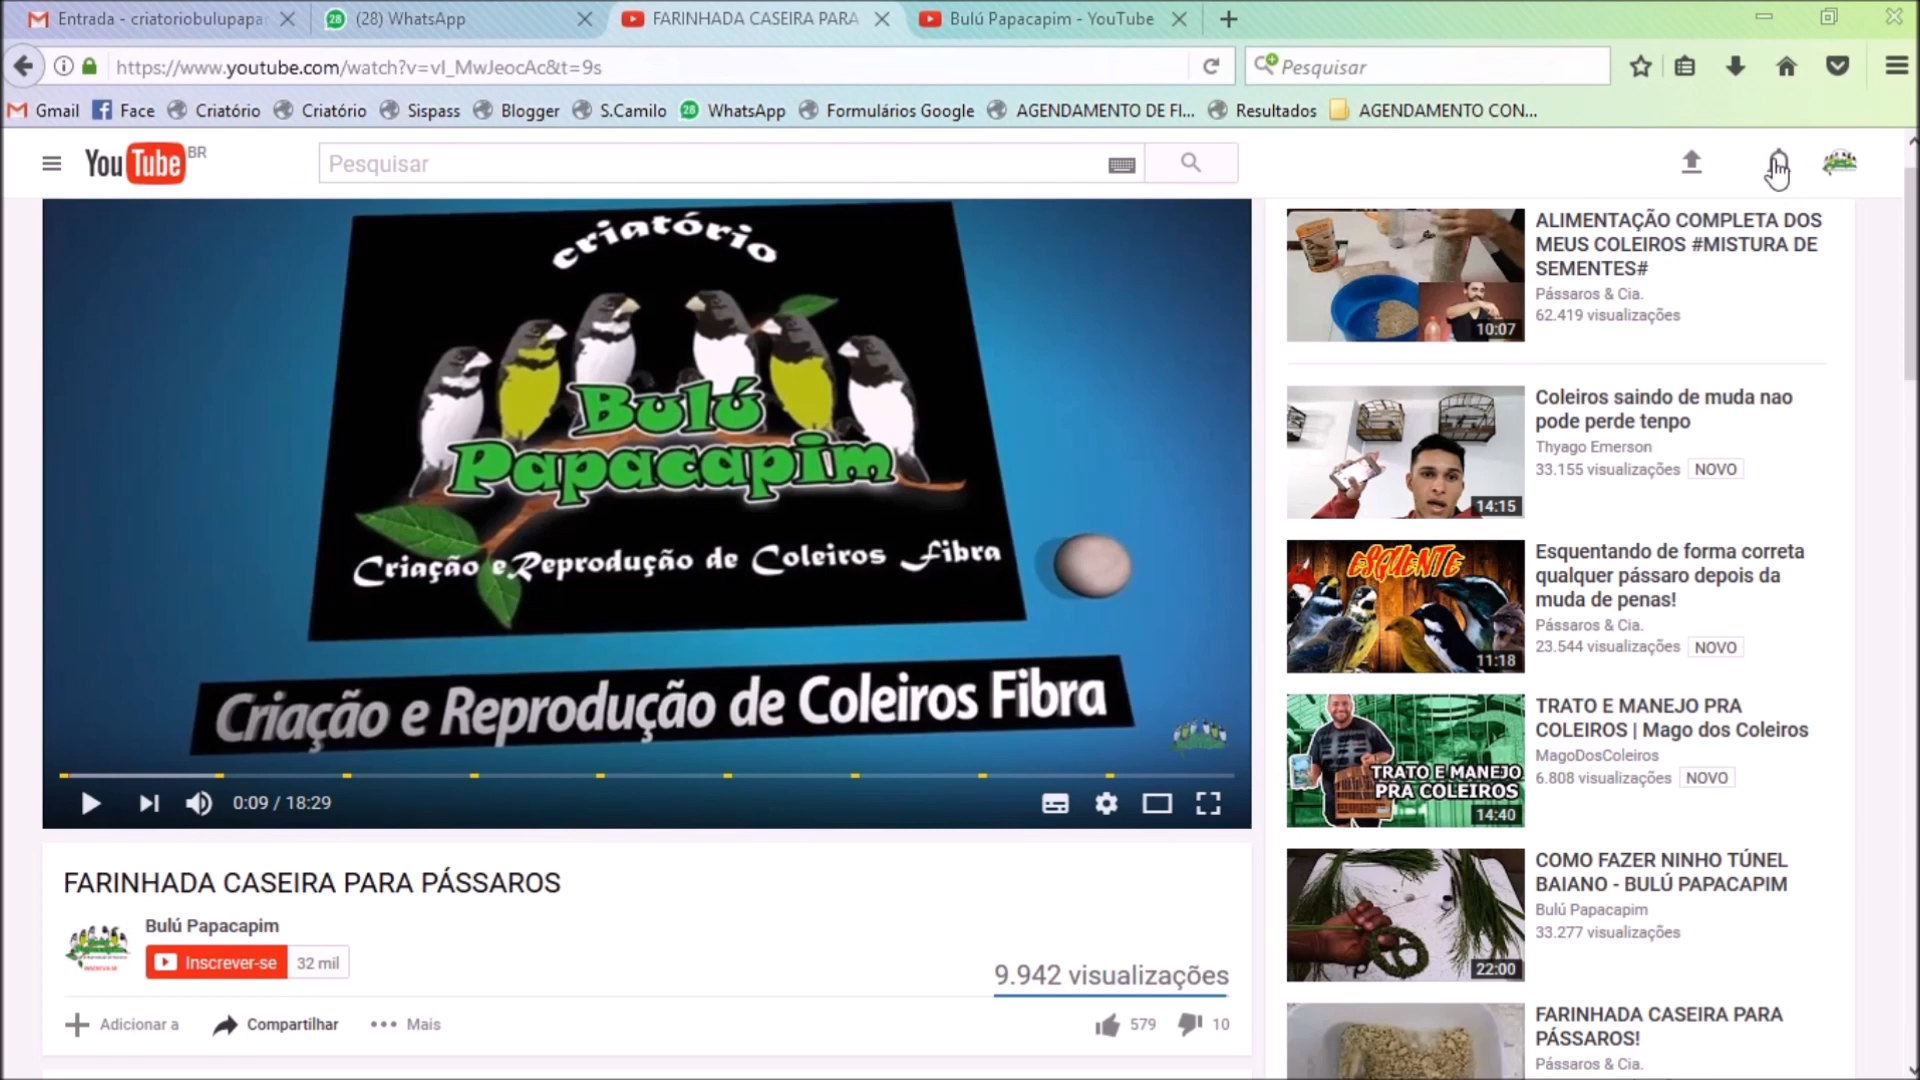 Entrada - criatoriobulupapa
(28) WhatsApp
FARINHADA CASEIRA PARA
Bulú Papacapim - YouTube
https://www.youtube.com/watch?v=vI_MwJeocAc&t=9s
Pesquisar
Gmail
Face
Criatório
Criatório
Sispass
Blogger
S.Camilo
28
WhatsApp
Formulários Google
AGENDAMENTO DE FI...
Resultados
AGENDAMENTO CON...
YouTube BR
Pesquisar
criatório
Bulú
Papacapim
Criação e Reprodução de Coleiros Fibra
Criação e Reprodução de Coleiros Fibra
0:09 / 18:29
FARINHADA CASEIRA PARA PÁSSAROS
Bulú Papacapim
Inscrever-se
32 mil
9.942 visualizações
Adicionar a
Compartilhar
Mais
579
10
10:07
ALIMENTAÇÃO COMPLETA DOS
MEUS COLEIROS #MISTURA DE
SEMENTES#
Pássaros & Cia.
62.419 visualizações
14:15
Coleiros saindo de muda nao
pode perde tenpo
Thyago Emerson
33.155 visualizações
NOVO
ESQUENTE
11:18
Esquentando de forma correta
qualquer pássaro depois da
muda de penas!
Pássaros & Cia.
23.544 visualizações
NOVO
TRATO E MANEJO
PRA COLEIROS
14:40
TRATO E MANEJO PRA
COLEIROS | Mago dos Coleiros
MagoDosColeiros
6.808 visualizações
NOVO
22:00
COMO FAZER NINHO TÚNEL
BAIANO - BULÚ PAPACAPIM
Bulú Papacapim
33.277 visualizações
FARINHADA CASEIRA PARA
PÁSSAROS!
Pássaros & Cia.